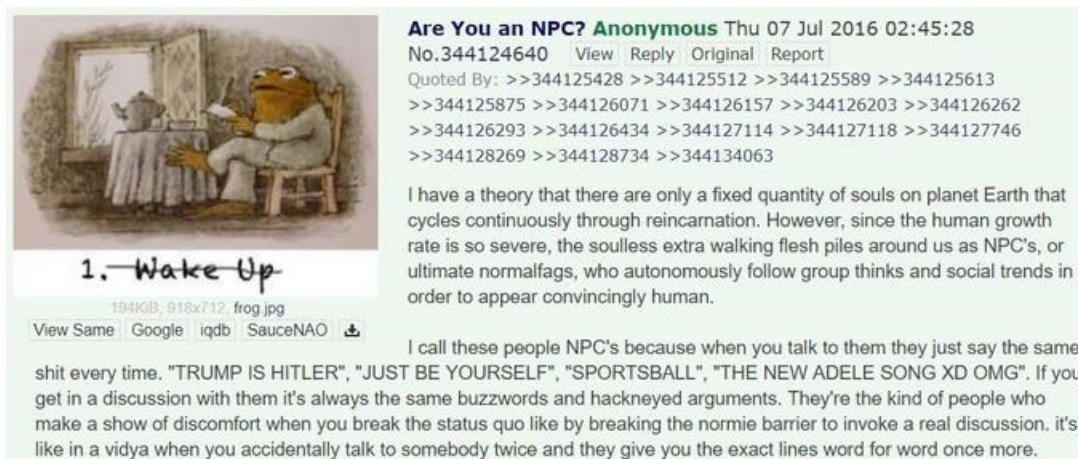 Are You an NPC? Anonymous Thu 07 Jul 2016 02:45:28
No.344124640 View Reply Original Report
Quoted By: >>344125428 >>344125512 >>344125589 >>344125613
>>344125875 >>344126071 >>344126157 >>344126203 >>344126262
>>344126293 >>344126434 >>344127114 >>344127118 >>344127746
>>344128269 >>344128734 >>344134063
1. Wake Up
194KiB, 918x712, frog.jpg
View Same Google iqdb SauceNAO
I have a theory that there are only a fixed quantity of souls on planet Earth that
cycles continuously through reincarnation. However, since the human growth
rate is so severe, the soulless extra walking flesh piles around us as NPC's, or
ultimate normalfags, who autonomously follow group thinks and social trends in
order to appear convincingly human.
I call these people NPC's because when you talk to them they just say the same
shit every time. "TRUMP IS HITLER", "JUST BE YOURSELF", "SPORTSBALL", "THE NEW ADELE SONG XD OMG". If you
get in a discussion with them it's always the same buzzwords and hackneyed arguments. They're the kind of people who
make a show of discomfort when you break the status quo like by breaking the normie barrier to invoke a real discussion. it's
like in a vidya when you accidentally talk to somebody twice and they give you the exact lines word for word once more.